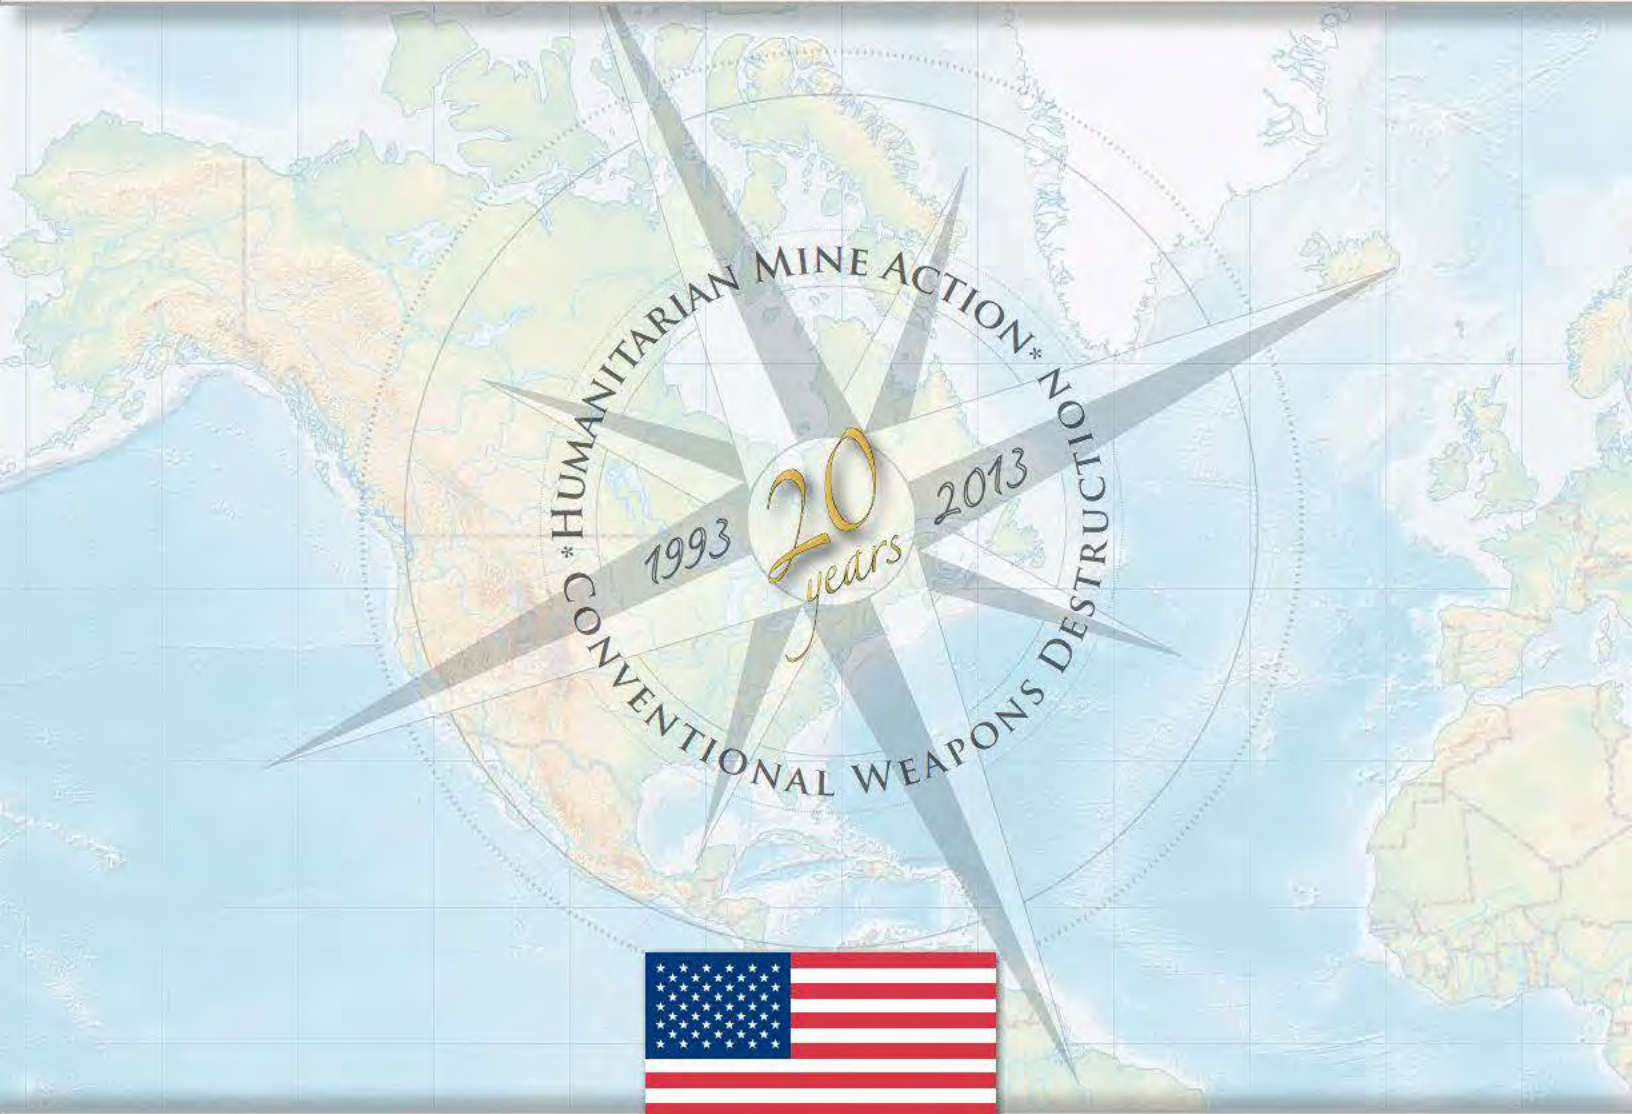 *HUMANITARIAN MINE ACTION*
CONVENTIONAL WEAPONS DESTRUCTION
1993
20
years
2013